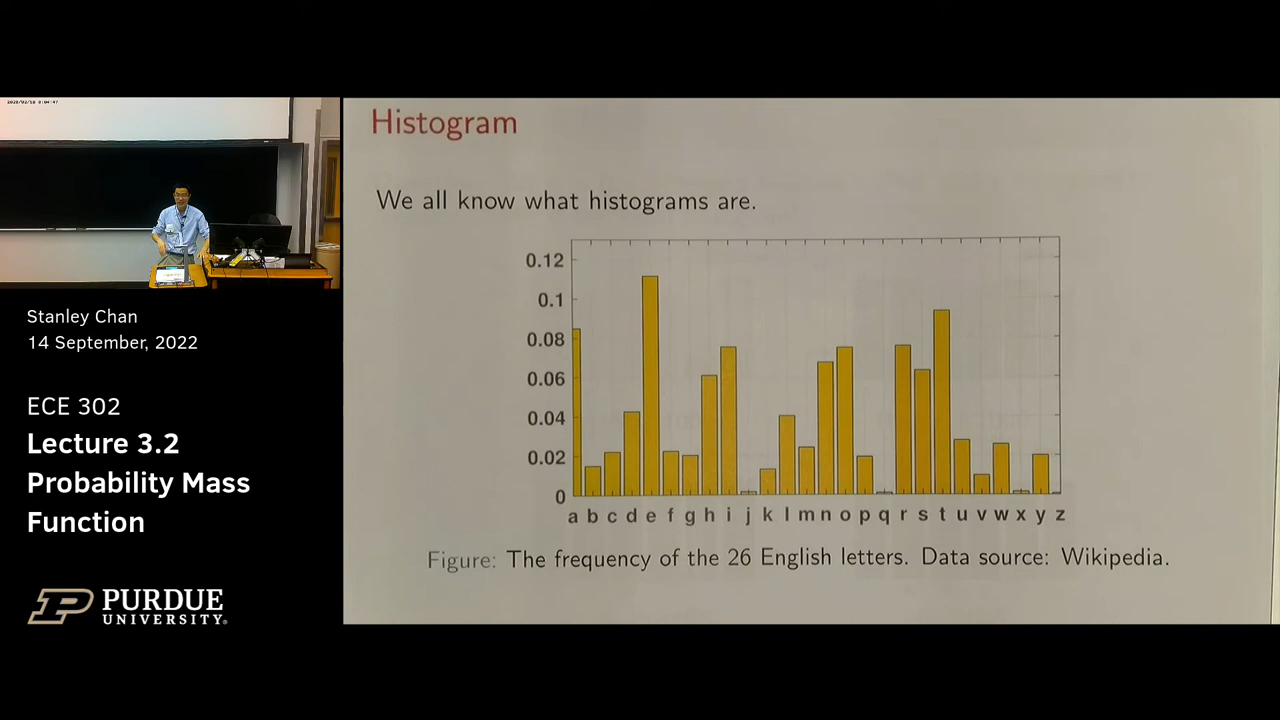 Stanley Chan
14 September, 2022
ECE 302
Lecture 3.2
Probability Mass
Function
PURDUE
UNIVERSITY.
Histogram
We all know what histograms are.
0.12
0.1
0.08
0.06
0.04
0.02
0
a b c d e f g h i j k l m n o p q r s t u v w x y z
Figure: The frequency of the 26 English letters. Data source: Wikipedia.